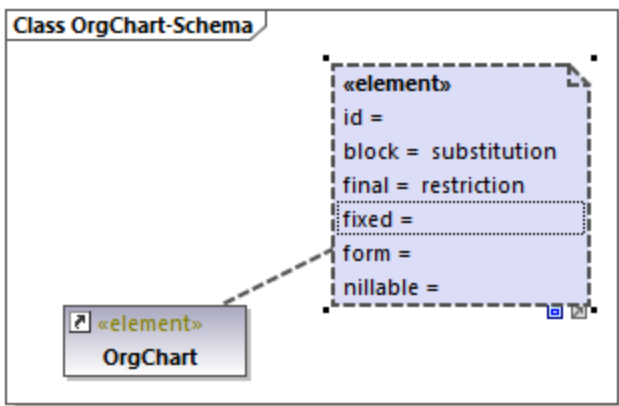 Class OrgChart-Schema
«element»
id =
block = substitution
final = restriction
fixed =
form =
nillable =
«element»
OrgChart